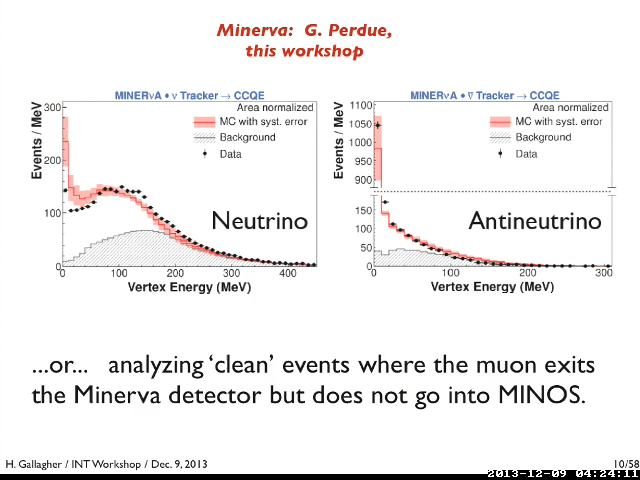 Minerva: G. Perdue,
this workshop
MINERνA • ν Tracker → CCQE
Area normalized
MC with syst. error
Background
Data
Neutrino
Events / MeV
300
200
100
0
0 100 200 300 400
Vertex Energy (MeV)
MINERνA • ν̄ Tracker → CCQE
Area normalized
MC with syst. error
Background
Data
Antineutrino
Events / MeV
1100
1050
1000
950
900
150
100
50
0
0 100 200 300
Vertex Energy (MeV)
...or... analyzing ‘clean’ events where the muon exits
the Minerva detector but does not go into MINOS.
H. Gallagher / INT Workshop / Dec. 9, 2013
10/58
2013-12-09 04:24:11